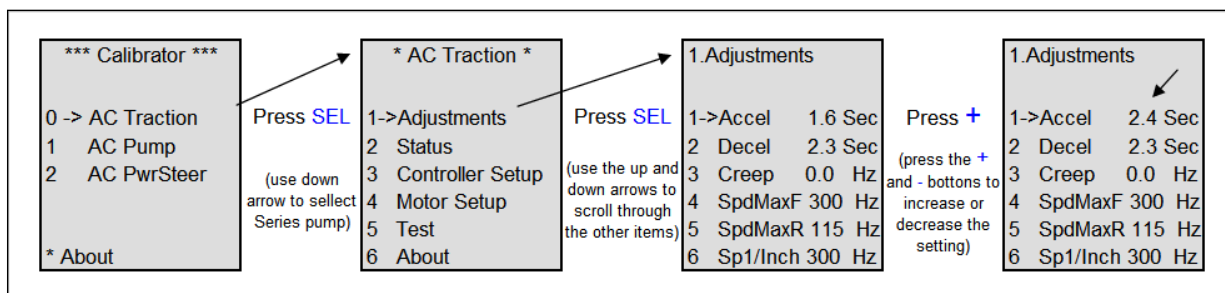 *** Calibrator ***
0 -> AC Traction
1 AC Pump
2 AC PwrSteer
* About
Press SEL
(use down
arrow to sellect
Series pump)
* AC Traction *
1->Adjustments
2 Status
3 Controller Setup
4 Motor Setup
5 Test
6 About
Press SEL
(use the up and
down arrows to
scroll through
the other items)
1.Adjustments
1->Accel 1.6 Sec
2 Decel 2.3 Sec
3 Creep 0.0 Hz
4 SpdMaxF 300 Hz
5 SpdMaxR 115 Hz
6 Sp1/Inch 300 Hz
Press +
(press the +
and - bottons to
increase or
decrease the
setting)
1.Adjustments
1->Accel 2.4 Sec
2 Decel 2.3 Sec
3 Creep 0.0 Hz
4 SpdMaxF 300 Hz
5 SpdMaxR 115 Hz
6 Sp1/Inch 300 Hz